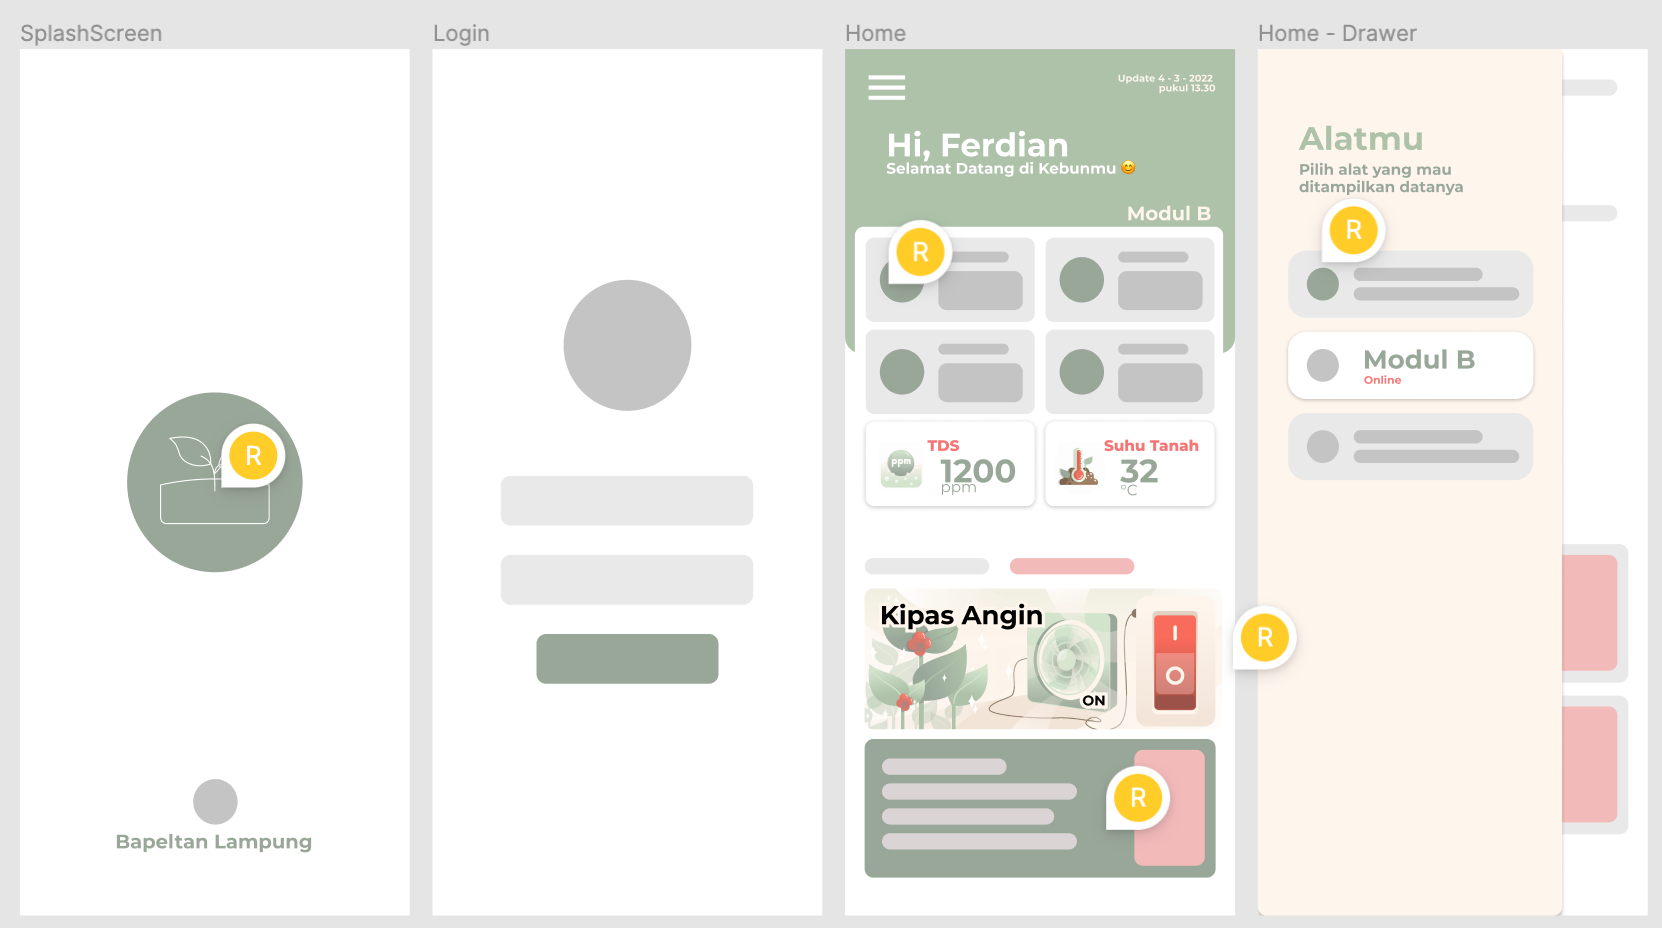 SplashScreen
R
Bapeltan Lampung
Login
Home
Update 4 - 3 - 2022
pukul 13.30
Hi, Ferdian
Selamat Datang di Kebunmu 😊
Modul B
R
TDS
ppm
1200
ppm
Suhu Tanah
32
°C
Kipas Angin
ON
I
O
R
Home - Drawer
Alatmu
Pilih alat yang mau
ditampilkan datanya
R
Modul B
Online
R